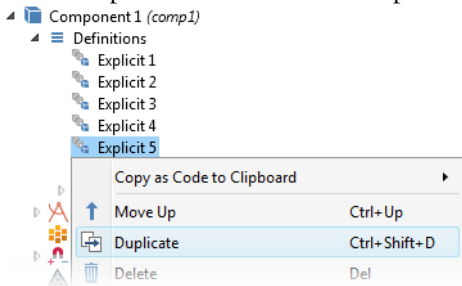 Component 1 (comp1)
Definitions
Explicit 1
Explicit 2
Explicit 3
Explicit 4
Explicit 5
Copy as Code to Clipboard
Move Up Ctrl+Up
Duplicate Ctrl+Shift+D
Delete Del